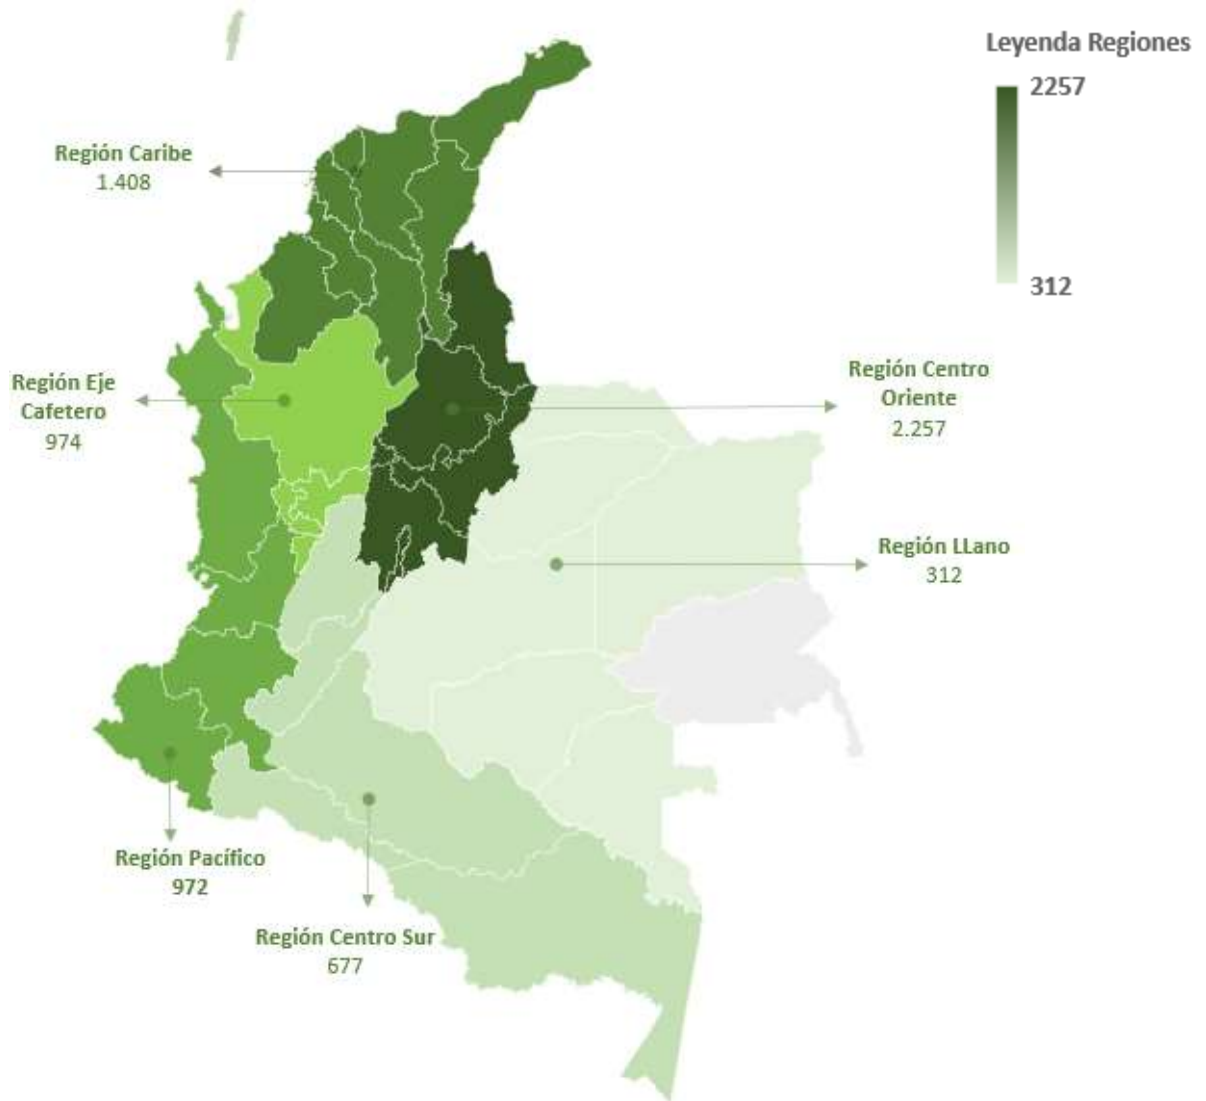 Leyenda Regiones
2257
312
Región Caribe
1.408
Región Eje
Cafetero
974
Región Centro
Oriente
2.257
Región LLano
312
Región Pacífico
972
Región Centro Sur
677